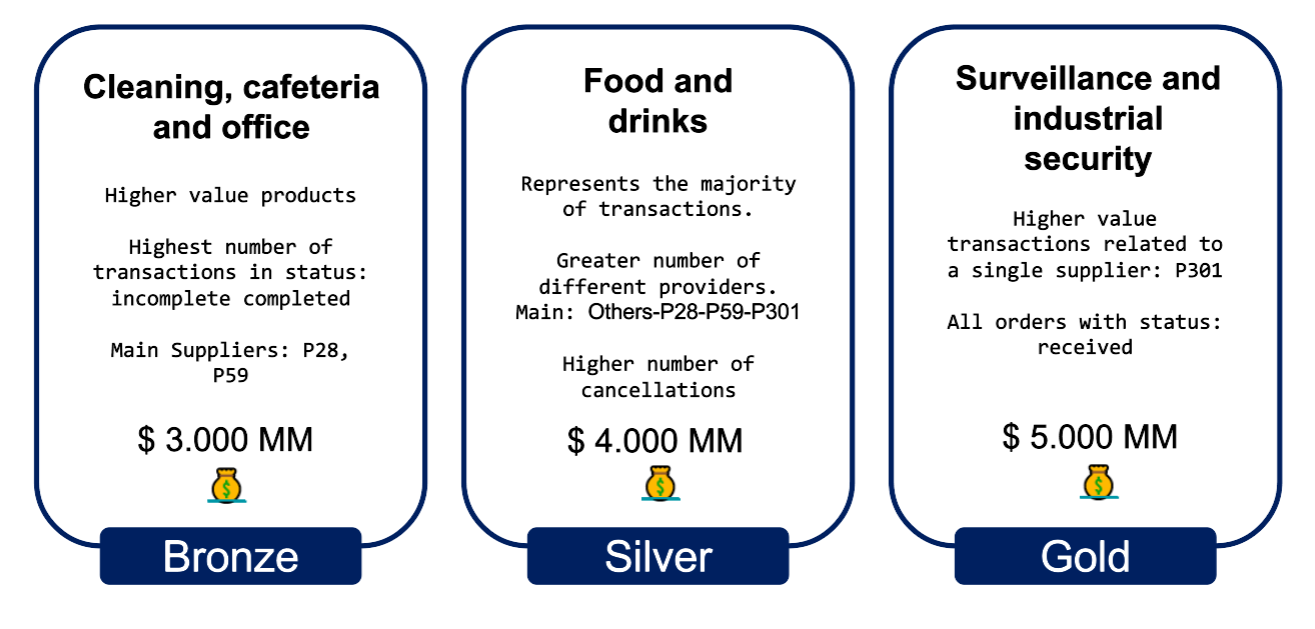 Cleaning, cafeteria
and office
Higher value products
Highest number of
transactions in status:
incomplete completed
Main Suppliers: P28,
P59
$ 3.000 MM
$
Bronze
Food and
drinks
Represents the majority
of transactions.
Greater number of
different providers.
Main: Others-P28-P59-P301
Higher number of
cancellations
$ 4.000 MM
$
Silver
Surveillance and
industrial
security
Higher value
transactions related to
a single supplier: P301
All orders with status:
received
$ 5.000 MM
$
Gold